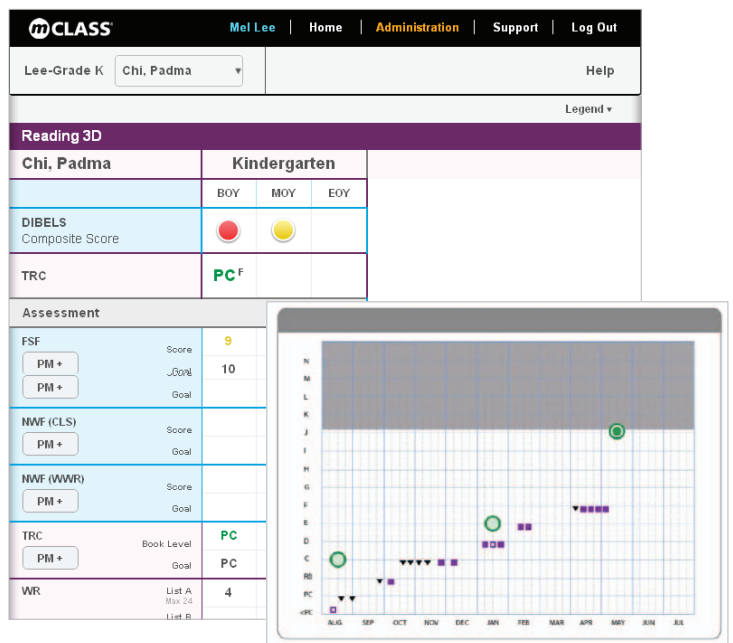 mCLASS®
Mel Lee | Home | Administration | Support | Log Out
Lee-Grade K Chi, Padma Help
Legend
Reading 3D
Chi, Padma Kindergarten
BOY MOY EOY
DIBELS
Composite Score
TRC PC F
Assessment
FSF Score 9
PM +
Goal 10
PM +
Goal
NWF (CLS) Score
PM + Goal
NWF (WWR) Score
PM + Goal
TRC Book Level PC
PM + Goal PC
WR List A 4
Max 24
List B
N
M
L
K
J
I
H
G
F
E
D
C
RB
PC
<PC
AUG SEP OCT NOV DEC JAN FEB MAR APR MAY JUN JUL